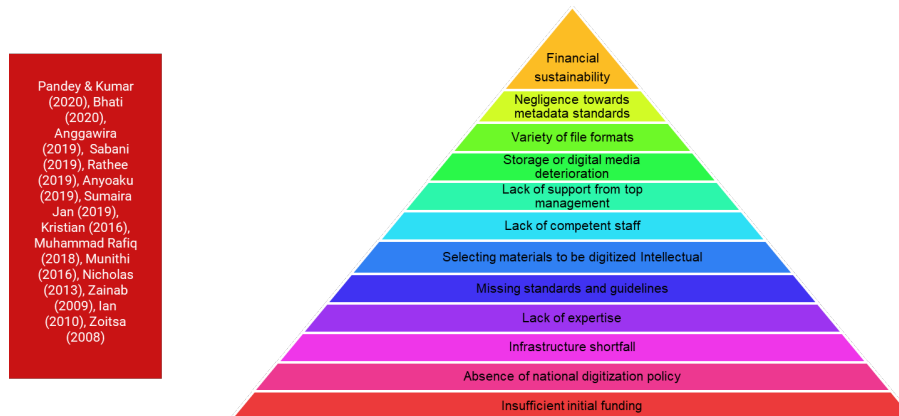 Pandey & Kumar
(2020), Bhati
(2020),
Anggawira
(2019), Sabani
(2019), Rathee
(2019), Anyoaku
(2019), Sumaira
Jan (2019),
Kristian (2016),
Muhammad Rafiq
(2018), Munithi
(2016), Nicholas
(2013), Zainab
(2009), Ian
(2010), Zoitsa
(2008)
Financial
sustainability
Negligence towards
metadata standards
Variety of file formats
Storage or digital media
deterioration
Lack of support from top
management
Lack of competent staff
Selecting materials to be digitized Intellectual
Missing standards and guidelines
Lack of expertise
Infrastructure shortfall
Absence of national digitization policy
Insufficient initial funding